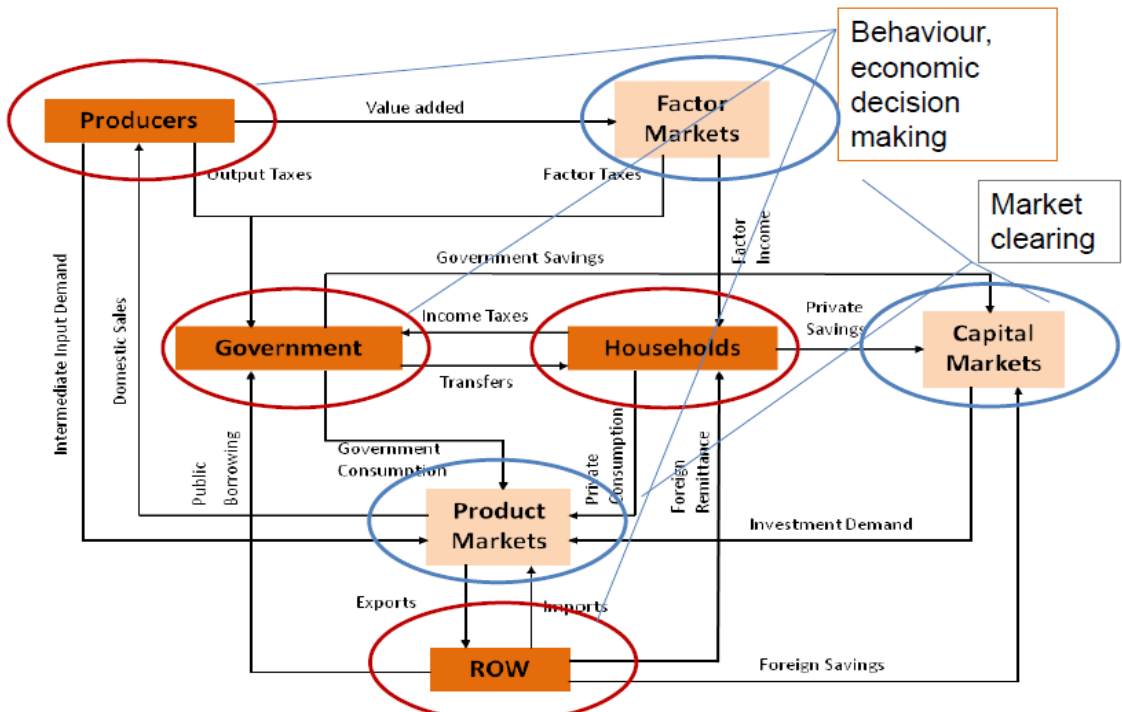 Behaviour,
economic
decision
making
Producers
Value added
Factor
Markets
Output Taxes
Factor Taxes
Market
clearing
Factor
Income
Government Savings
Intermediate Input Demand
Domestic Sales
Government
Income Taxes
Transfers
Households
Private
Savings
Capital
Markets
Government
Consumption
Public
Borrowing
Private
Consumption
Foreign
Remittance
Product
Markets
Investment Demand
Exports
Imports
ROW
Foreign Savings